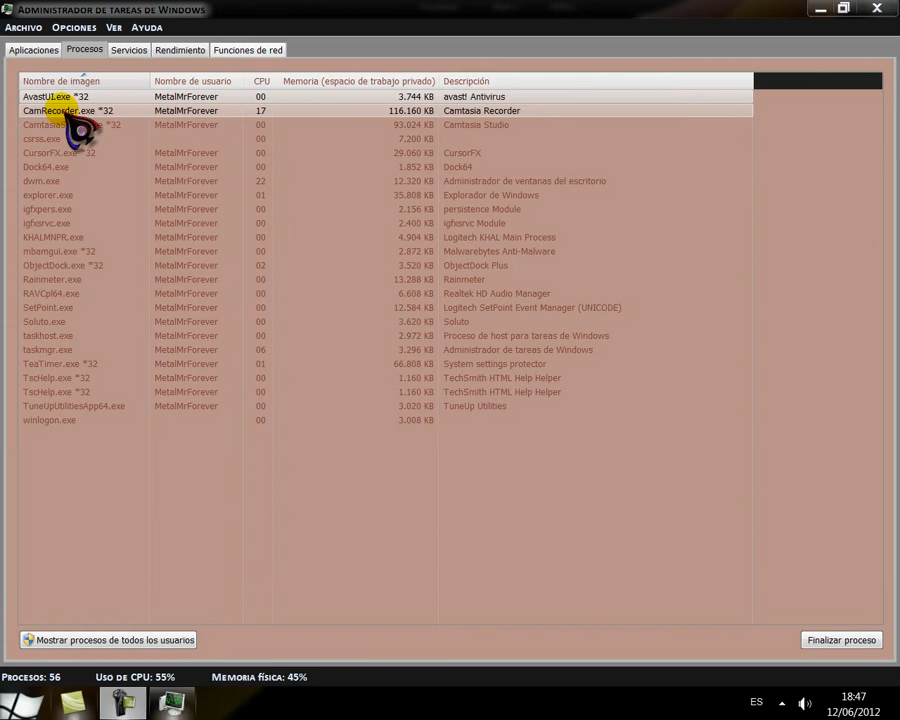 Administrador de tareas de Windows
Archivo Opciones Ver Ayuda
Aplicaciones Procesos Servicios Rendimiento Funciones de red
Nombre de imagen Nombre de usuario CPU Memoria (espacio de trabajo privado) Descripción
AvastUI.exe *32 MetalMrForever 00 3.744 KB avast! Antivirus
CamRecorder.exe *32 MetalMrForever 17 116.160 KB Camtasia Recorder
*32 MetalMrForever 00 93.024 KB Camtasia Studio
csrss.exe 00 7.200 KB
CursorFX.exe *32 MetalMrForever 00 29.060 KB CursorFX
Dock64.exe MetalMrForever 00 1.852 KB Dock64
dwm.exe MetalMrForever 22 12.320 KB Administrador de ventanas del escritorio
explorer.exe MetalMrForever 01 35.808 KB Explorador de Windows
igfxpers.exe MetalMrForever 00 2.156 KB persistence Module
igfxsrvc.exe MetalMrForever 00 2.400 KB igfxsrvc Module
KHALMNPR.exe MetalMrForever 00 4.904 KB Logitech KHAL Main Process
mbamgui.exe *32 MetalMrForever 00 2.872 KB Malwarebytes Anti-Malware
ObjectDock.exe *32 MetalMrForever 02 3.520 KB ObjectDock Plus
Rainmeter.exe MetalMrForever 00 13.288 KB Rainmeter
RAVCpl64.exe MetalMrForever 00 6.608 KB Realtek HD Audio Manager
SetPoint.exe MetalMrForever 00 12.584 KB Logitech SetPoint Event Manager (UNICODE)
Soluto.exe MetalMrForever 00 3.620 KB Soluto
taskhost.exe MetalMrForever 00 2.972 KB Proceso de host para tareas de Windows
taskmgr.exe MetalMrForever 06 3.296 KB Administrador de tareas de Windows
TeaTimer.exe *32 MetalMrForever 01 66.808 KB System settings protector
TscHelp.exe *32 MetalMrForever 00 1.160 KB TechSmith HTML Help Helper
TscHelp.exe *32 MetalMrForever 00 1.160 KB TechSmith HTML Help Helper
TuneUpUtilitiesApp64.exe MetalMrForever 00 3.020 KB TuneUp Utilities
winlogon.exe 00 3.008 KB
Mostrar procesos de todos los usuarios Finalizar proceso
Procesos: 56 Uso de CPU: 55% Memoria física: 45%
ES 18:47
12/06/2012